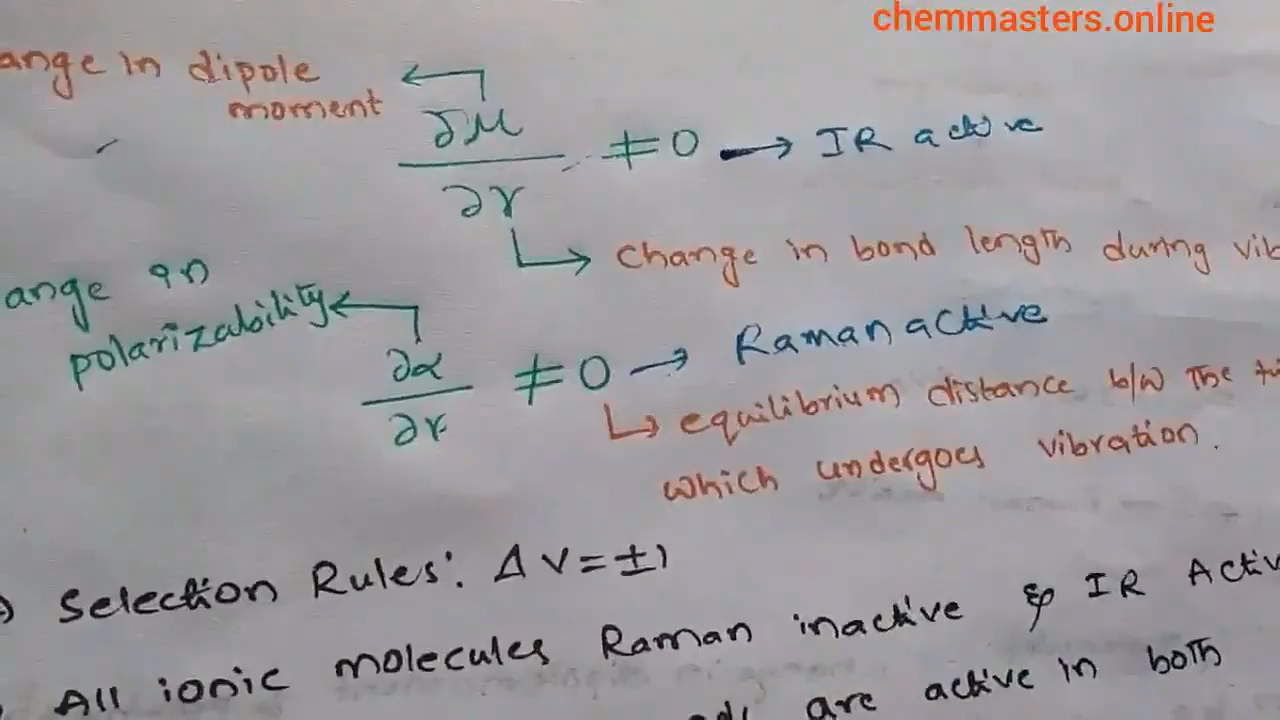 chemmasters.online
ange in dipole
moment
∂μ
≠0 → IR active
∂r
change in bond length during vib
ange in
polarizability
∂α
≠0 → Raman active
∂r
equilibrium distance b/w the
which undergoes vibration.
Selection Rules: Δν=±1
All ionic molecules Raman inactive & IR Activ
are active in both